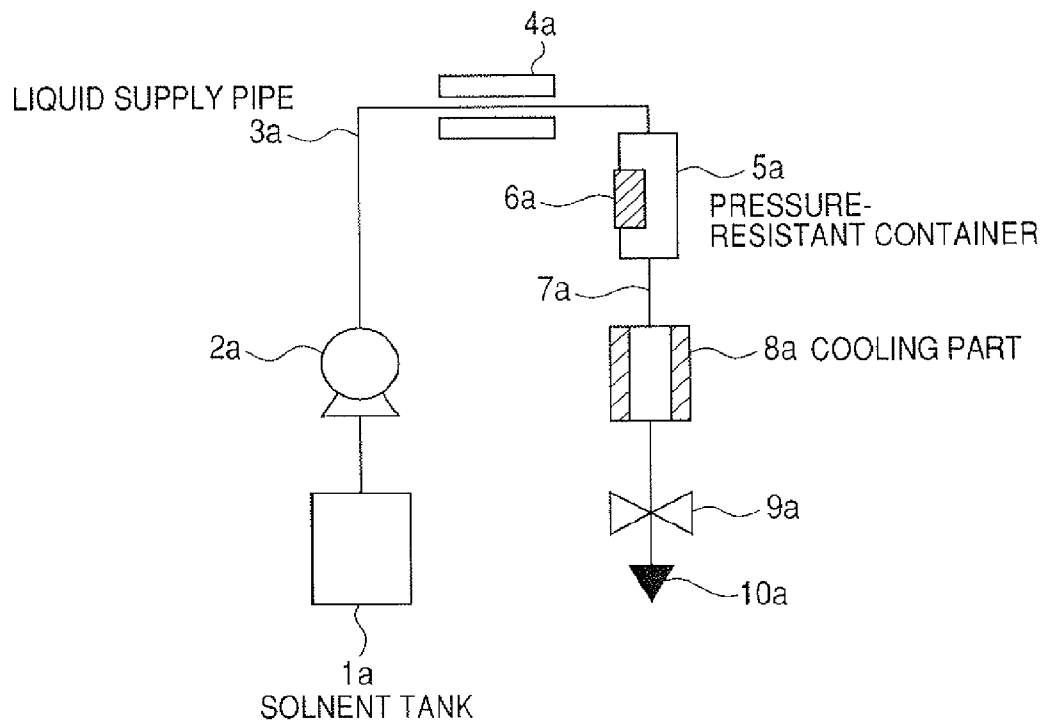 4a
LIQUID SUPPLY PIPE
3a
5a
6a
PRESSURE-
RESISTANT CONTAINER
7a
2a
8a COOLING PART
9a
10a
1a
SOLNENT TANK